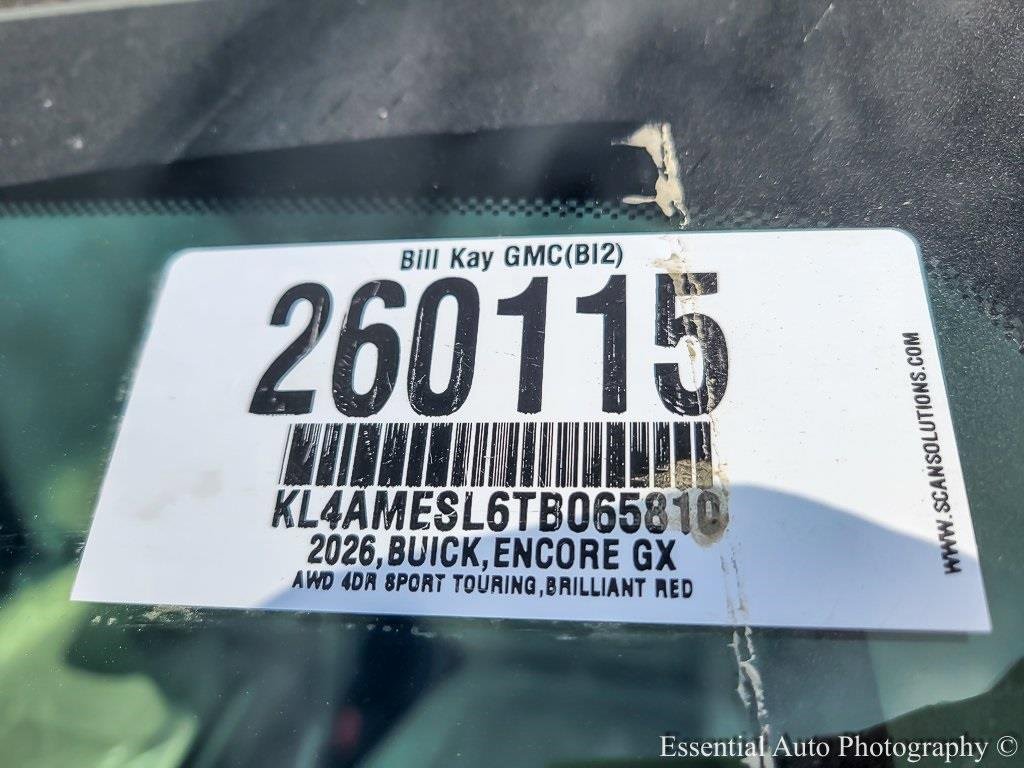 Bill Kay GMC(BI2)
260115
KL4AMESL6TB065810
2026,BUICK,ENCORE GX
AWD 4DR SPORT TOURING,BRILLIANT RED
WWW.SCANSOLUTIONS.COM
Essential Auto Photography ©